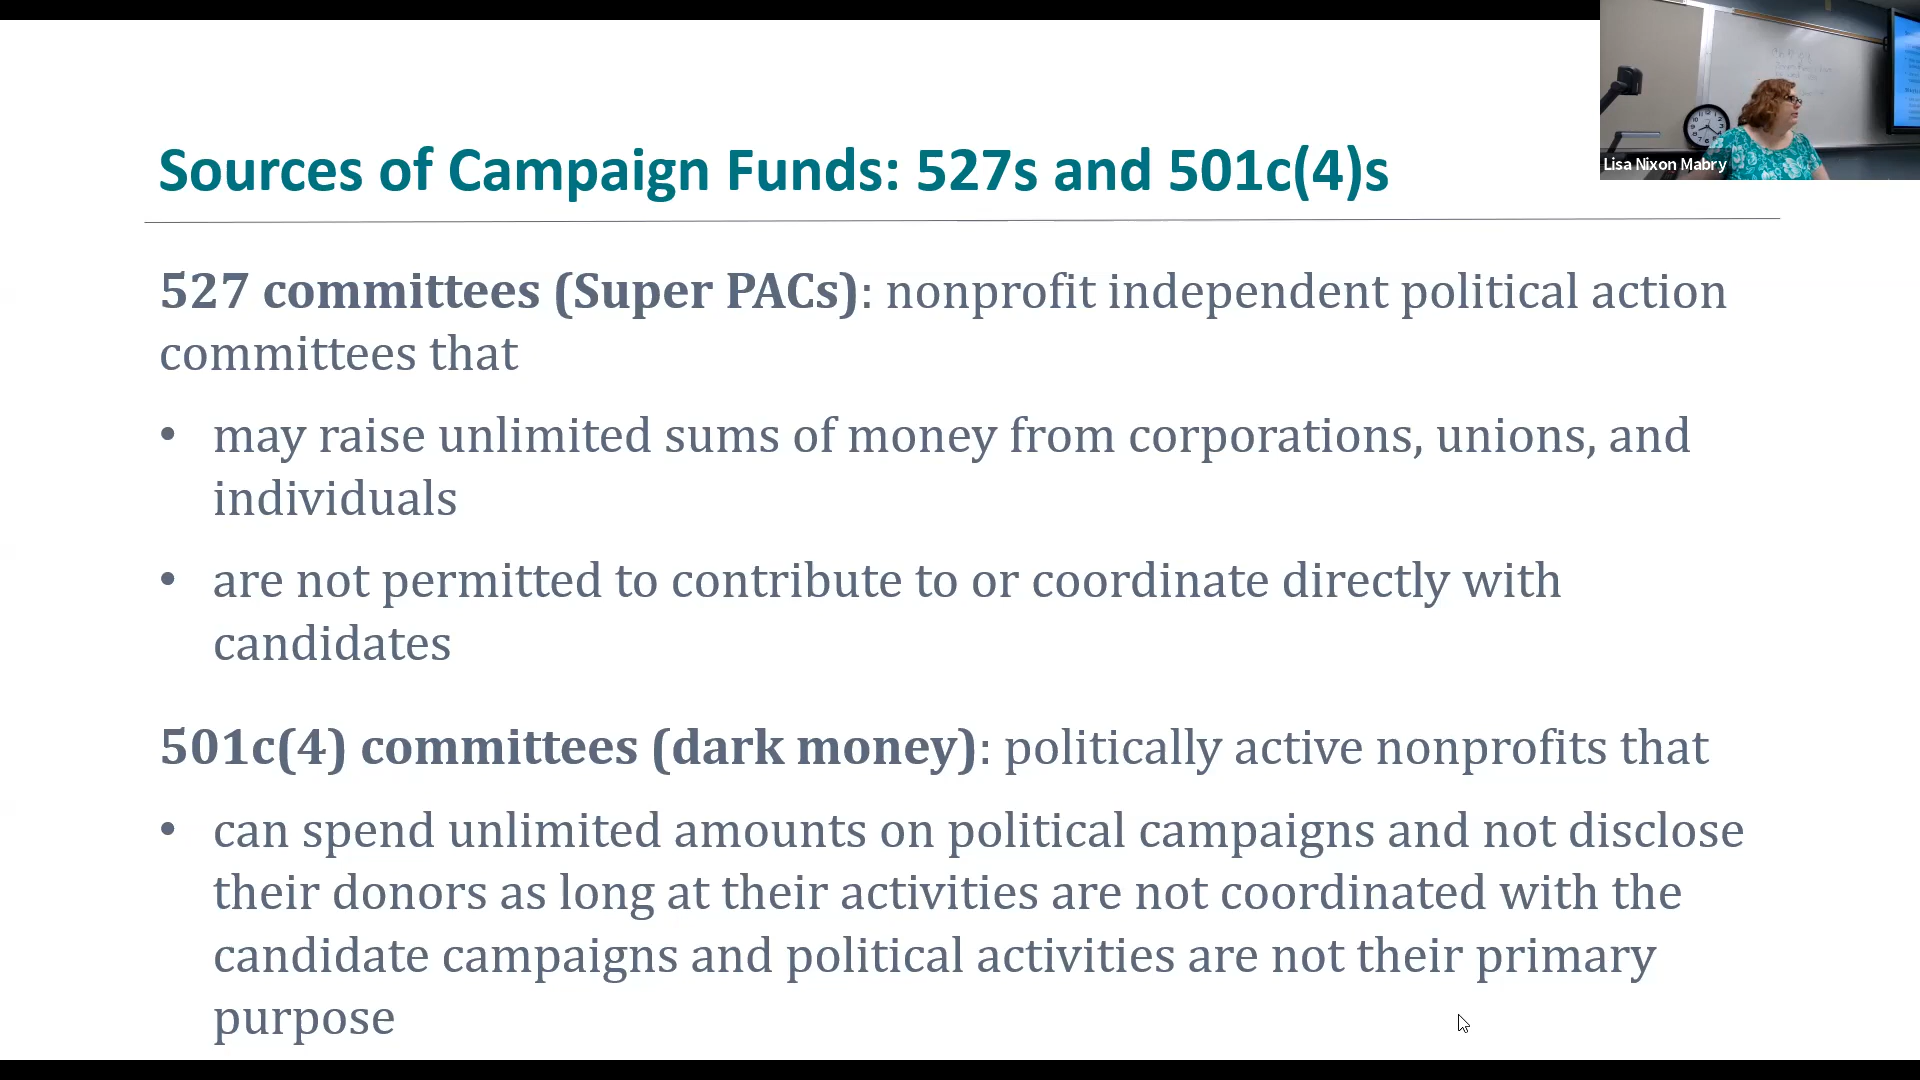 Sources of Campaign Funds: 527s and 501c(4)s
Lisa Nixon Mabry
527 committees (Super PACs): nonprofit independent political action
committees that
• may raise unlimited sums of money from corporations, unions, and
individuals
• are not permitted to contribute to or coordinate directly with
candidates
501c(4) committees (dark money): politically active nonprofits that
• can spend unlimited amounts on political campaigns and not disclose
their donors as long at their activities are not coordinated with the
candidate campaigns and political activities are not their primary
purpose